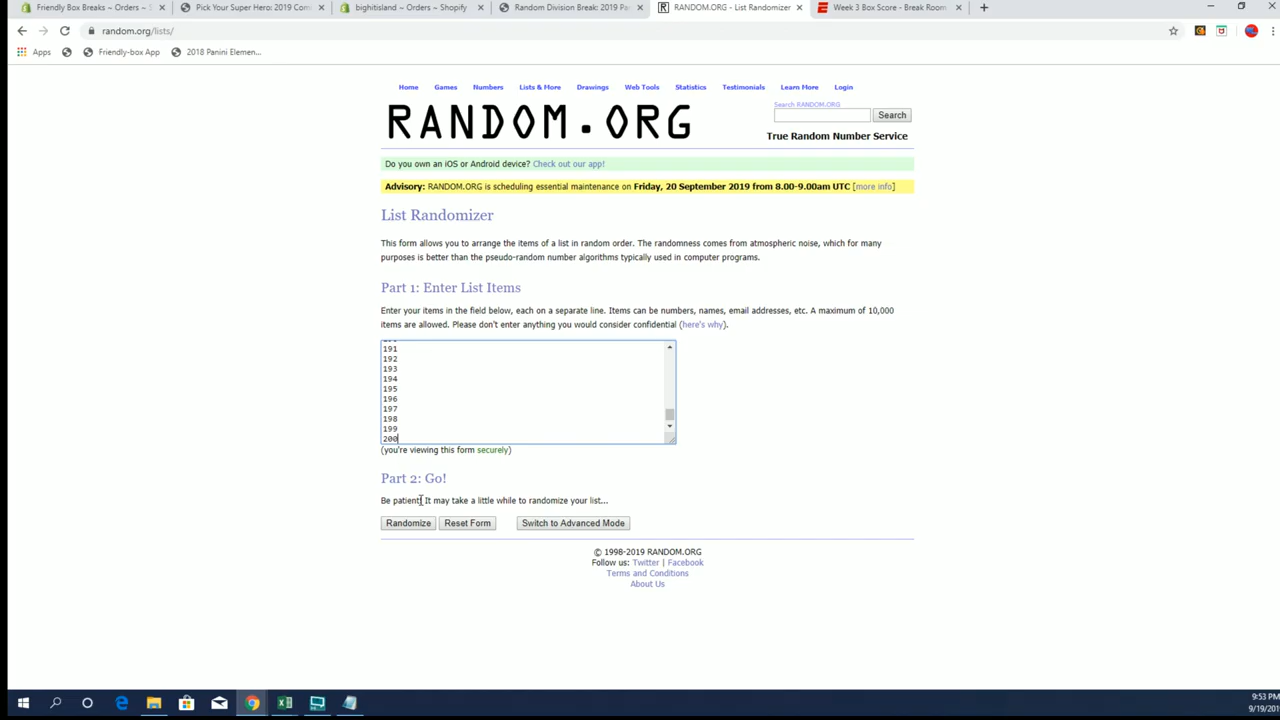 Friendly Box Breaks ~ Orders ~ S
Pick Your Super Hero: 2019 Com
bighitisland ~ Orders ~ Shopify
Random Division Break: 2019 Pa
RANDOM.ORG - List Randomizer
Week 3 Box Score - Break Room
random.org/lists/
Apps
Friendly-box App
2018 Panini Elemen...
Home
Games
Numbers
Lists & More
Drawings
Web Tools
Statistics
Testimonials
Learn More
Login
RANDOM.ORG
Search RANDOM.ORG
Search
True Random Number Service
Do you own an iOS or Android device? Check out our app!
Advisory: RANDOM.ORG is scheduling essential maintenance on Friday, 20 September 2019 from 8.00-9.00am UTC [more info]
List Randomizer
This form allows you to arrange the items of a list in random order. The randomness comes from atmospheric noise, which for many
purposes is better than the pseudo-random number algorithms typically used in computer programs.
Part 1: Enter List Items
Enter your items in the field below, each on a separate line. Items can be numbers, names, email addresses, etc. A maximum of 10,000
items are allowed. Please don't enter anything you would consider confidential (here's why).
191
192
193
194
195
196
197
198
199
200
(you're viewing this form securely)
Part 2: Go!
Be patient! It may take a little while to randomize your list...
Randomize
Reset Form
Switch to Advanced Mode
© 1998-2019 RANDOM.ORG
Follow us: Twitter | Facebook
Terms and Conditions
About Us
9:53 PM
9/19/201